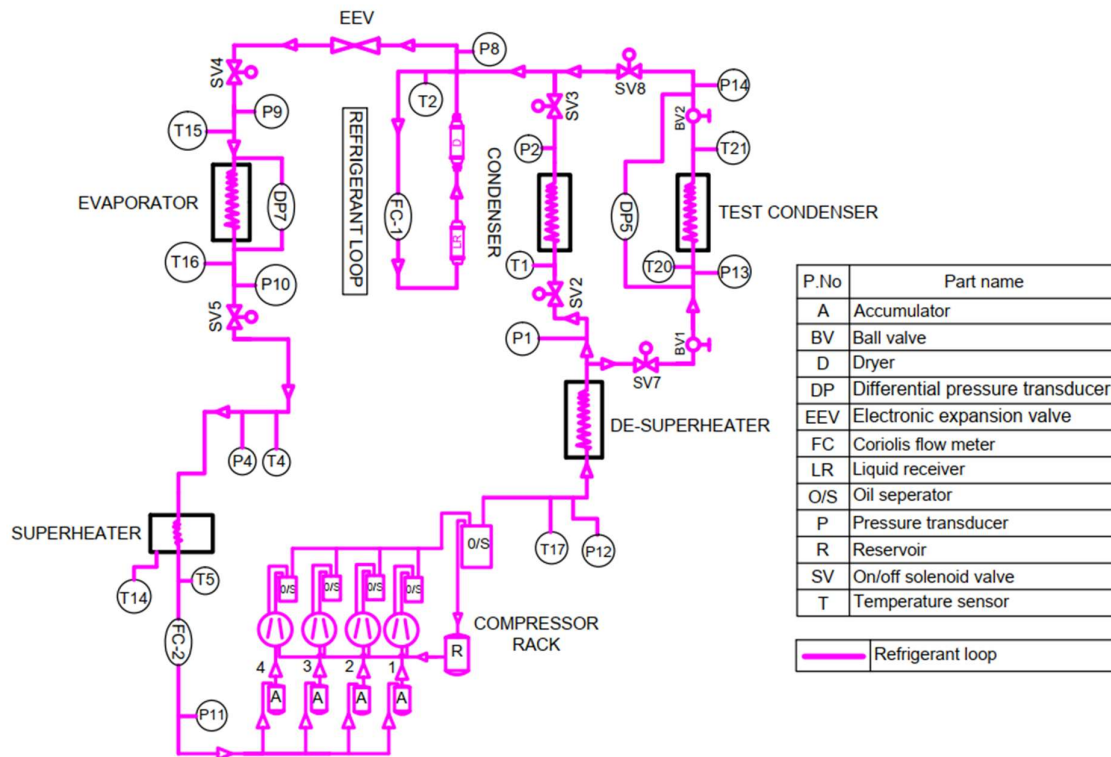 EEV
P8
SV4
T2
SV3
SV8
P14
P9
T15
BV2
P2
T21
EVAPORATOR
DP7
REFRIGERANT LOOP
FC-1
D
LR
CONDENSER
DP5
TEST CONDENSER
T16
P10
T1
T20
P13
SV5
SV2
P1
SV7
BV1
DE-SUPERHEATER
P4
T4
SUPERHEATER
T14
T5
FC-2
P11
0/S
T17
P12
0/S
0/S
0/S
0/S
COMPRESSOR
RACK
R
4
3
2
1
A
A
A
A
P.No Part name
A Accumulator
BV Ball valve
D Dryer
DP Differential pressure transducer
EEV Electronic expansion valve
FC Coriolis flow meter
LR Liquid receiver
O/S Oil seperator
P Pressure transducer
R Reservoir
SV On/off solenoid valve
T Temperature sensor
Refrigerant loop